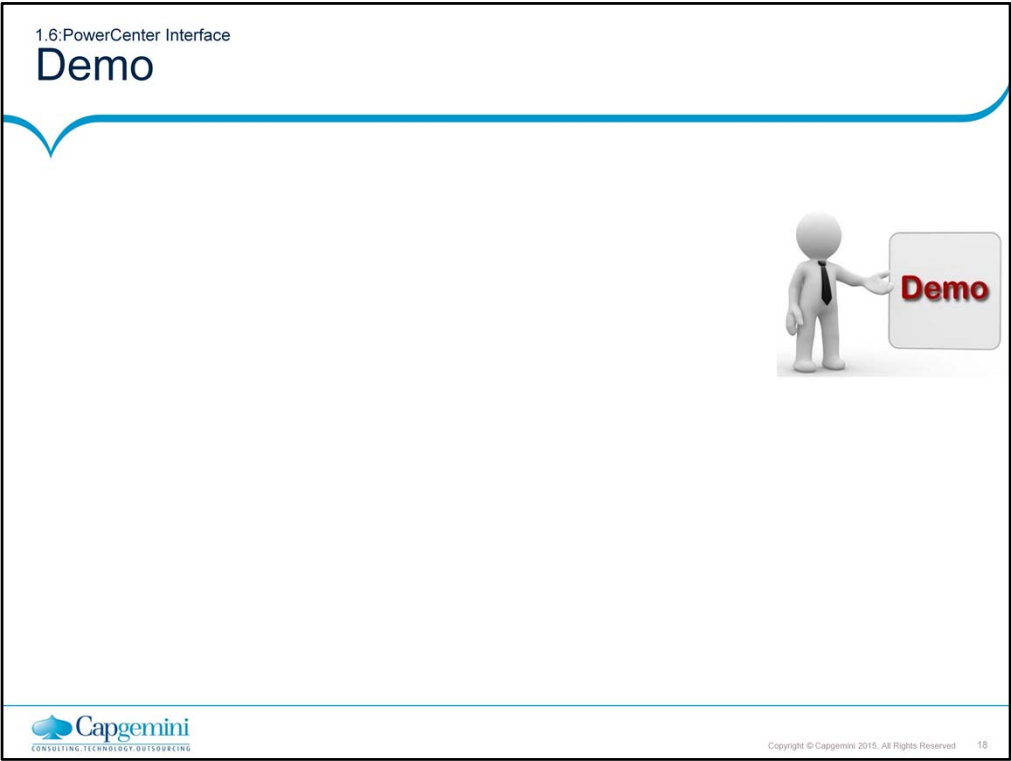 1.6:PowerCenter Interface
Demo
Demo
Capgemini
CONSULTING.TECHNOLOGY.OUTSOURCING
Copyright © Capgemini 2015. All Rights Reserved 18